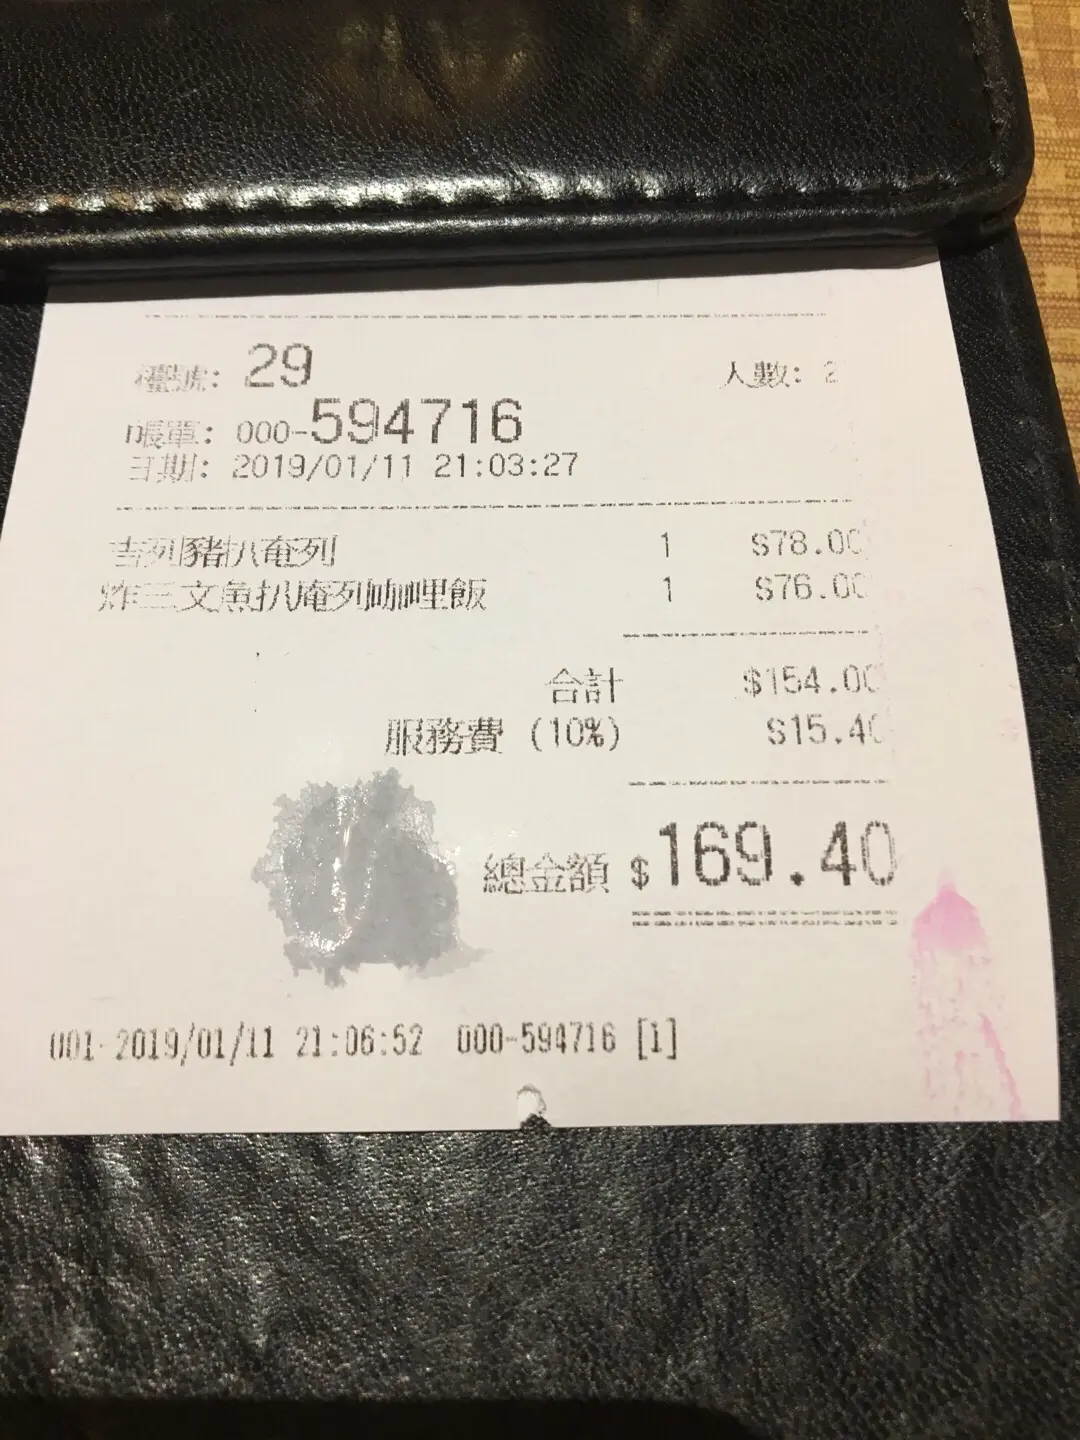 檯號: 29 人數: 2
帳單: 000-594716
日期: 2019/01/11 21:03:27
吉列豬扒奄列 1 $78.00
炸三文魚扒奄列咖哩飯 1 $76.00
合計 $154.00
服務費 (10%) $15.40
總金額 $169.40
001-2019/01/11 21:06:52 000-594716 [1]